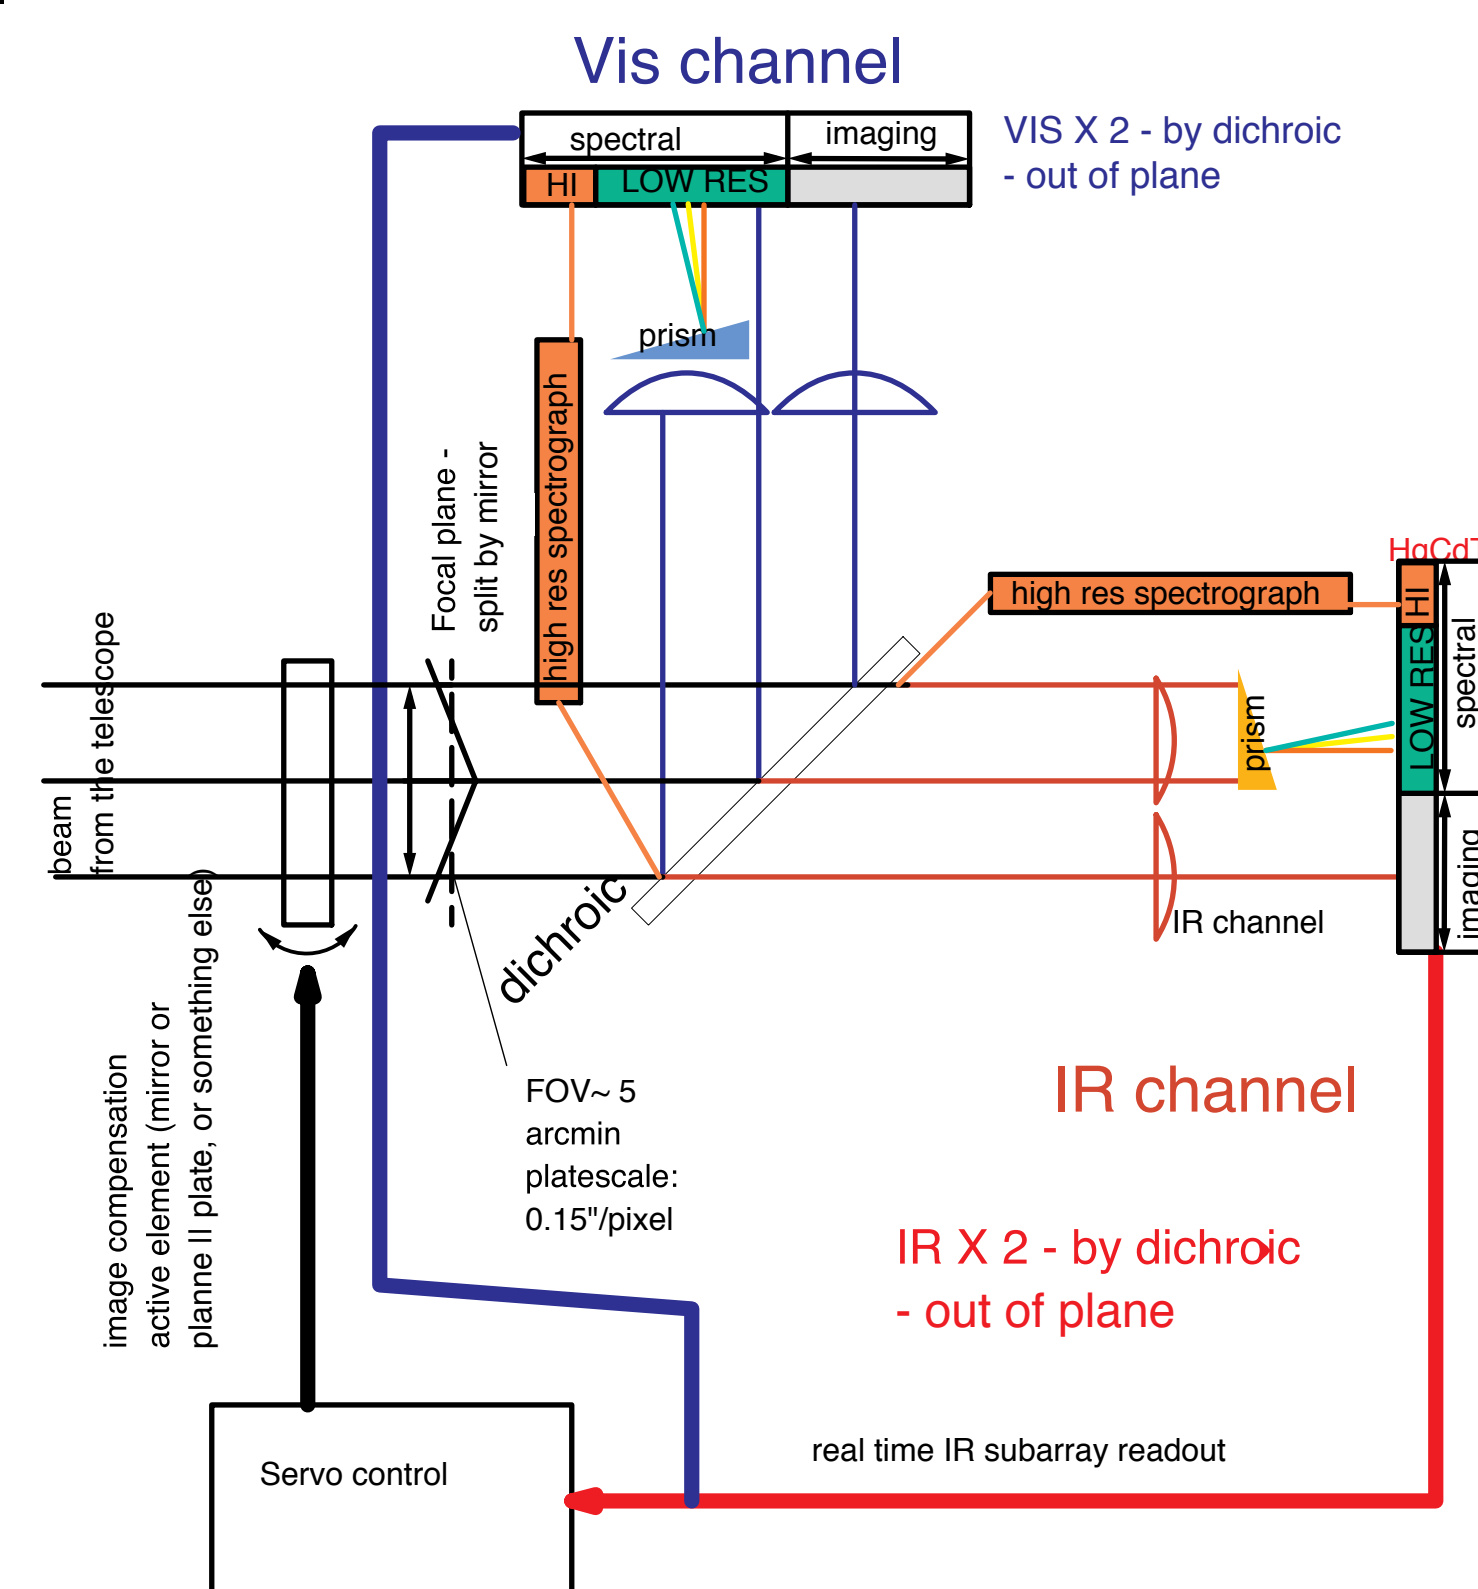 Vis channel
spectral
imaging
HI
LOW RES
VIS X 2 - by dichroic
- out of plane
prism
high res spectrograph
Focal plane -
split by mirror
beam
from the telescope
high res spectrograph
HgCdT
HI
LOW RES
spectral
imaging
prism
IR channel
dichroic
image compensation
active element (mirror or
planne II plate, or something else)
FOV~ 5
arcmin
platescale:
0.15"/pixel
IR channel
IR X 2 - by dichroic
- out of plane
real time IR subarray readout
Servo control